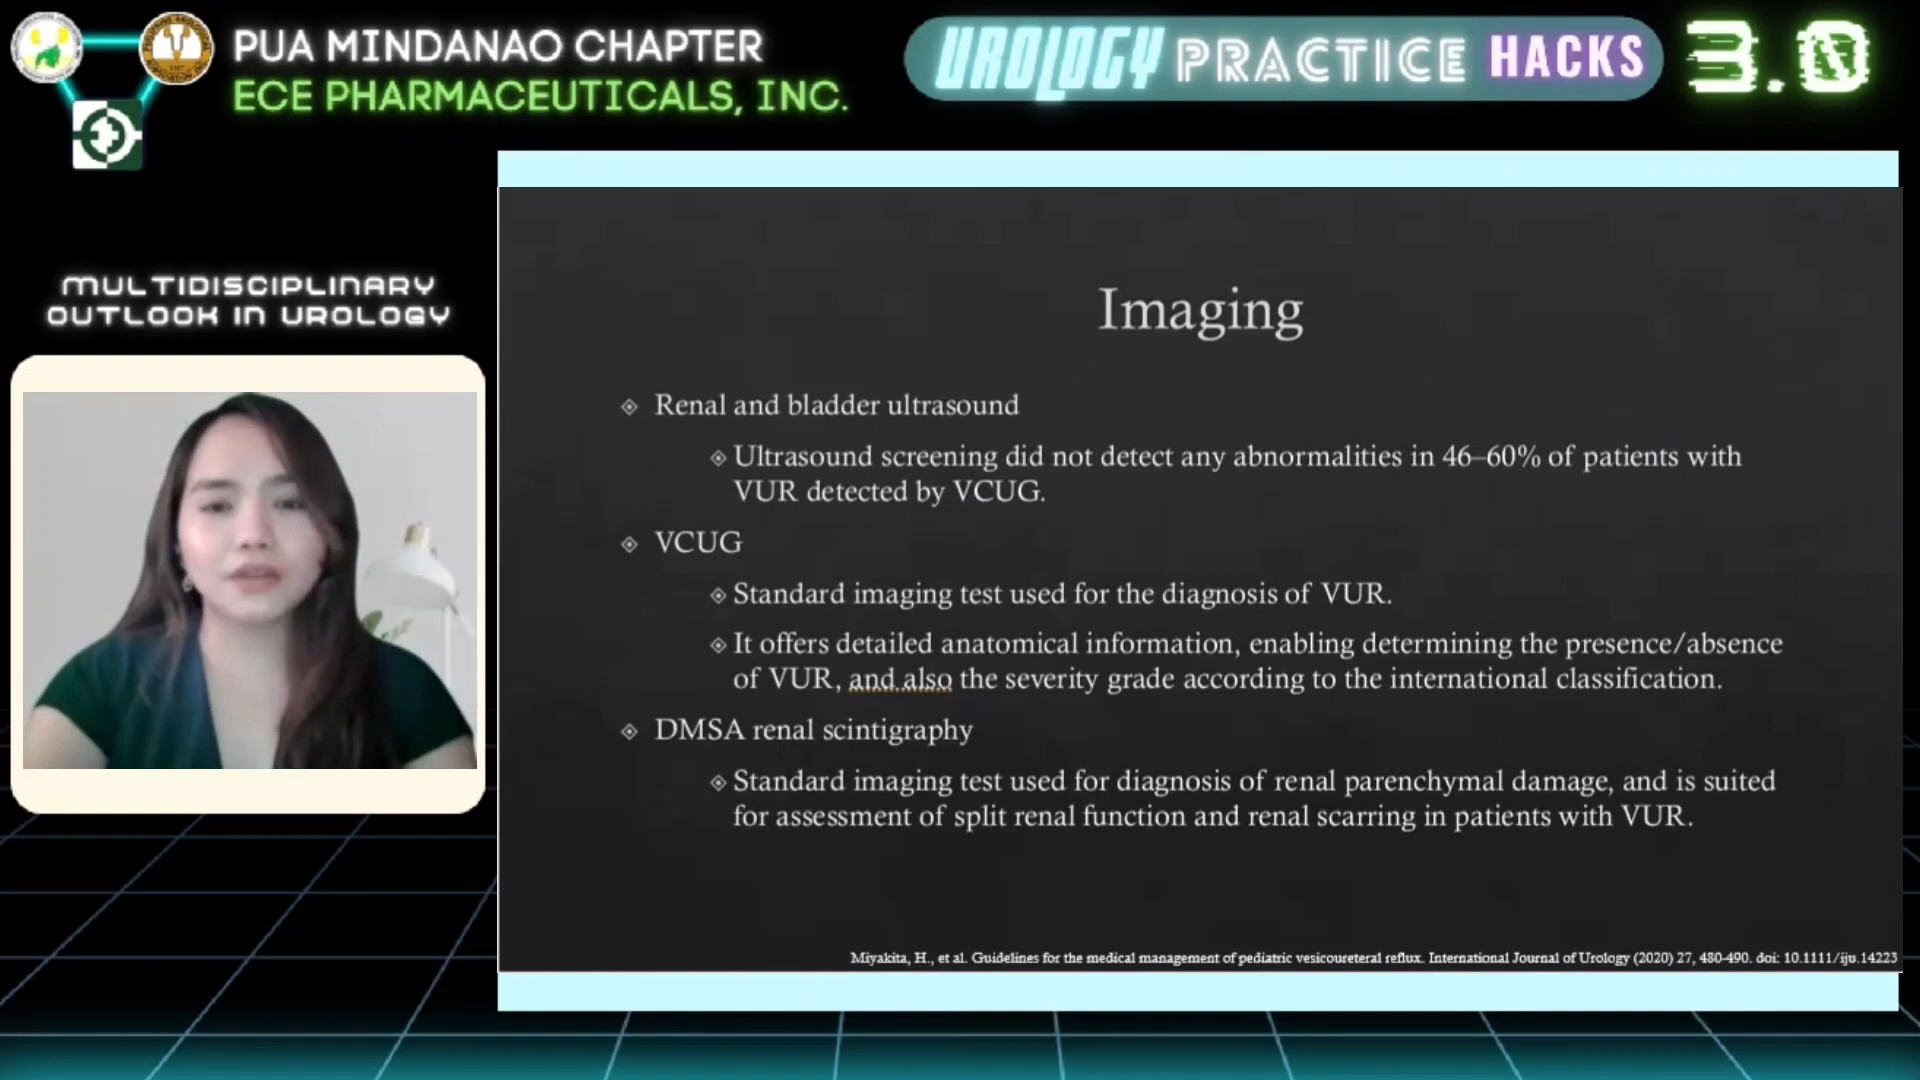 PUA MINDANAO CHAPTER
ECE PHARMACEUTICALS, INC.
UROLOGY PRACTICE HACKS 3.0
MULTIDISCIPLINARY
OUTLOOK IN UROLOGY
Imaging
Renal and bladder ultrasound
Ultrasound screening did not detect any abnormalities in 46–60% of patients with
VUR detected by VCUG.
VCUG
Standard imaging test used for the diagnosis of VUR.
It offers detailed anatomical information, enabling determining the presence/absence
of VUR, and also the severity grade according to the international classification.
DMSA renal scintigraphy
Standard imaging test used for diagnosis of renal parenchymal damage, and is suited
for assessment of split renal function and renal scarring in patients with VUR.
Miyakita, H., et al. Guidelines for the medical management of pediatric vesicoureteral reflux. International Journal of Urology (2020) 27, 480-490. doi: 10.1111/iju.14223